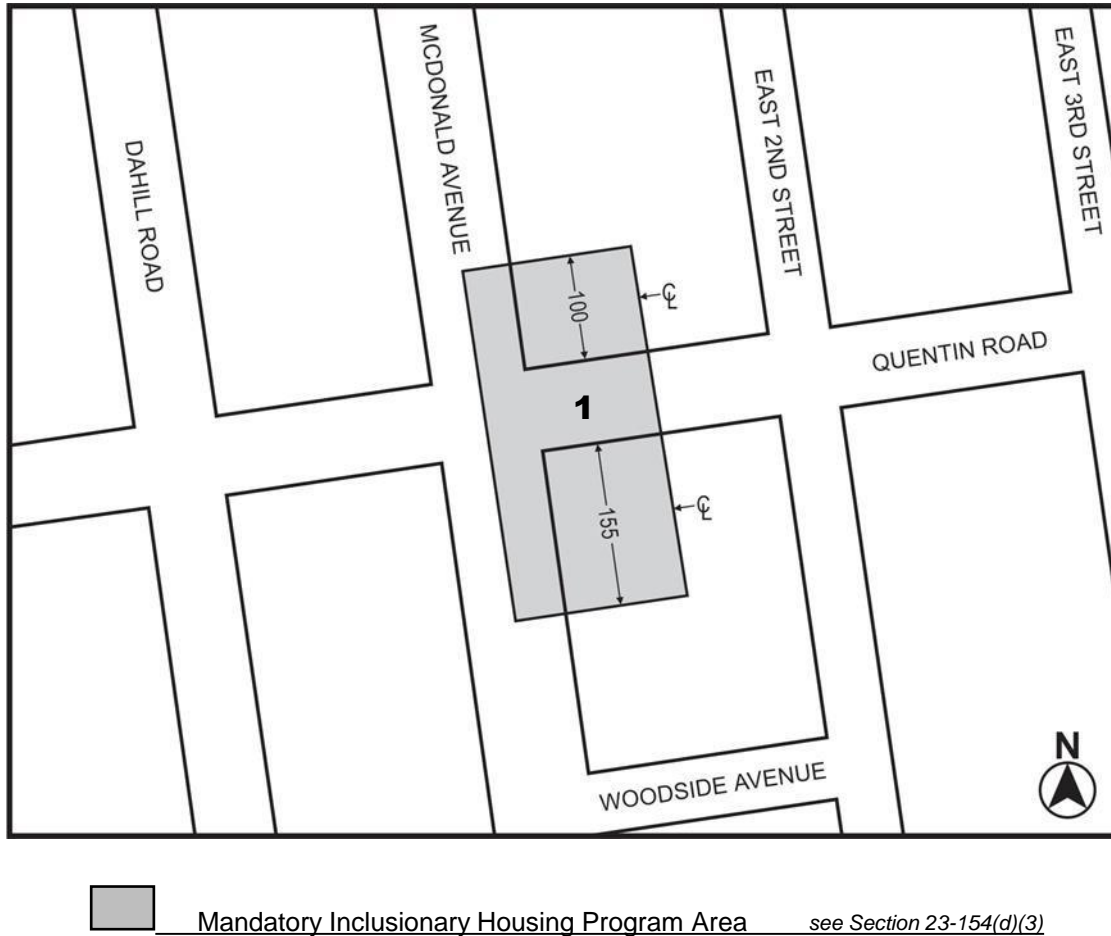 DAHILL ROAD
MCDONALD AVENUE
EAST 2ND STREET
EAST 3RD STREET
100
℄
QUENTIN ROAD
1
155
℄
WOODSIDE AVENUE
N
Mandatory Inclusionary Housing Program Area see Section 23-154(d)(3)